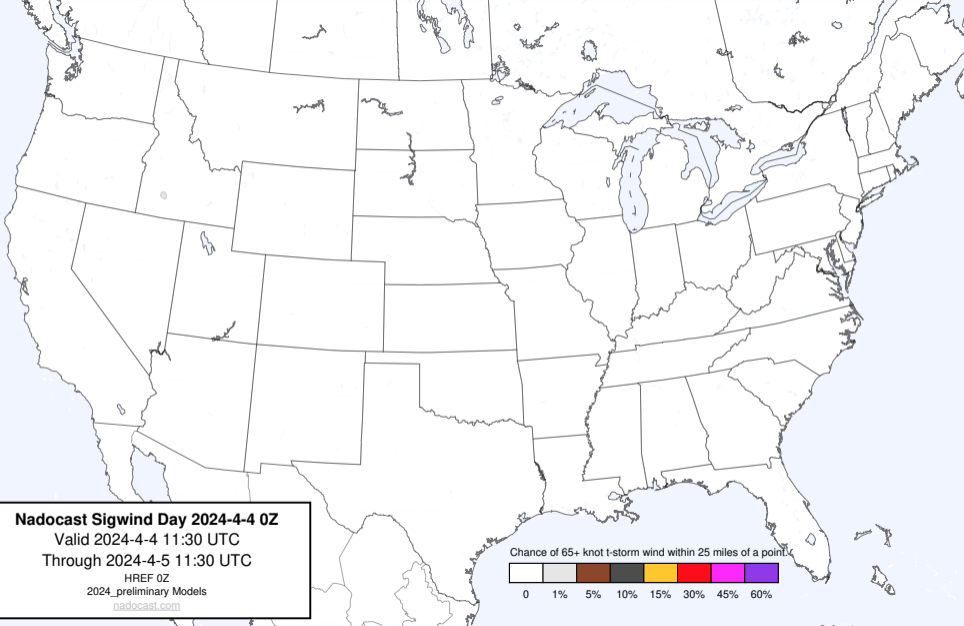 Nadocast Sigwind Day 2024-4-4 0Z
Valid 2024-4-4 11:30 UTC
Through 2024-4-5 11:30 UTC
HREF 0Z
2024_preliminary Models
nadocast.com
Chance of 65+ knot t-storm wind within 25 miles of a point.
0 1% 5% 10% 15% 30% 45% 60%